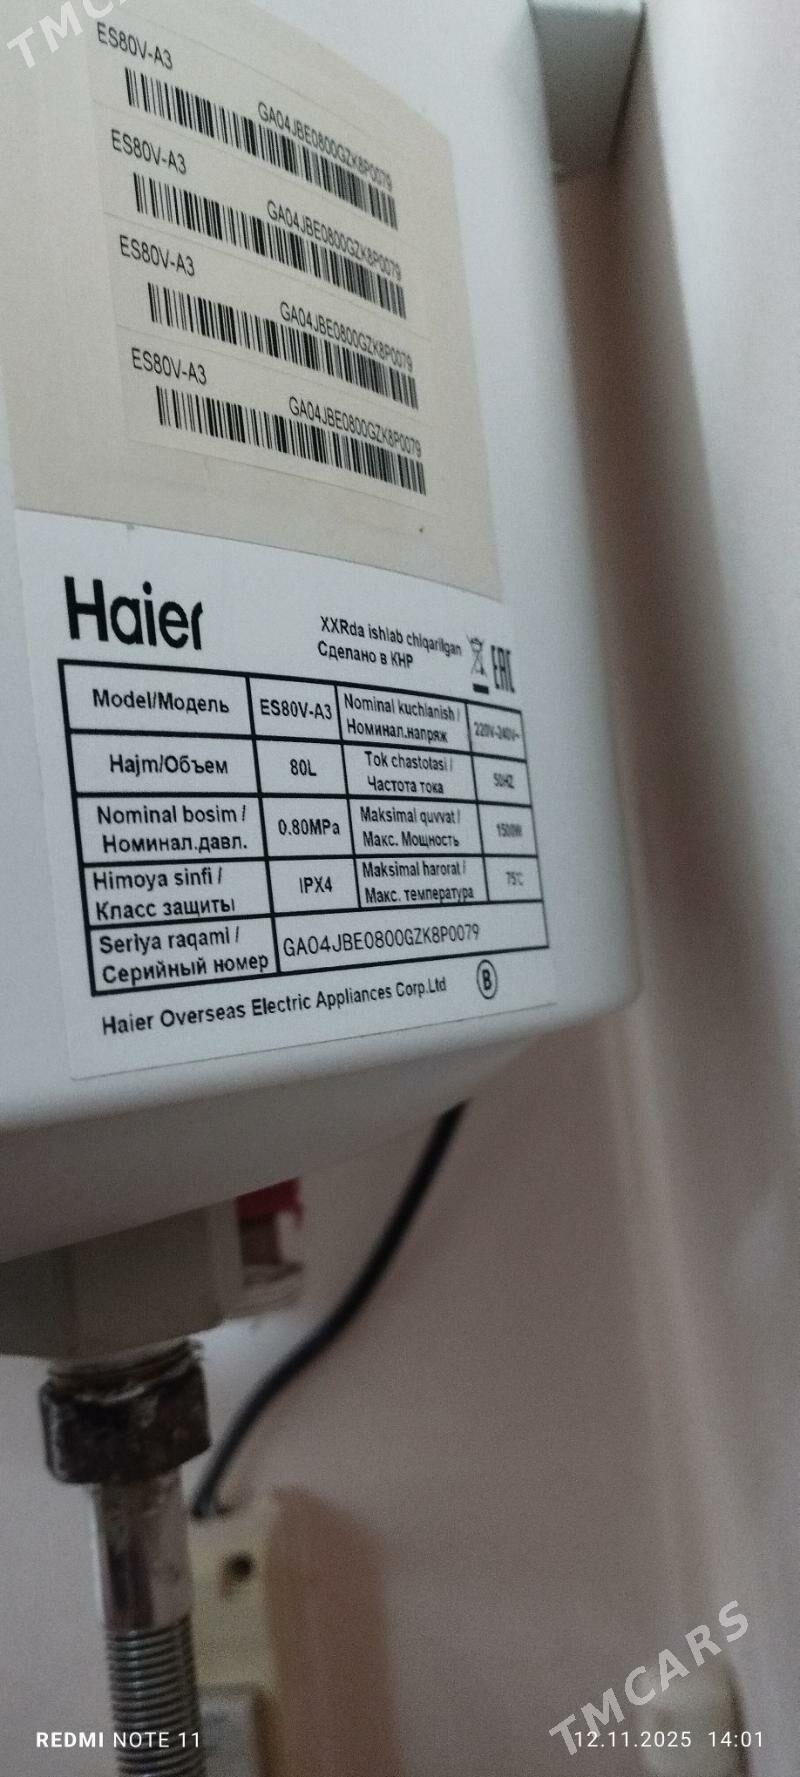 TMCARS
ES80V-A3
GA04JBE0800GZK8P0079
ES80V-A3
GA04JBE0800GZK8P0079
ES80V-A3
GA04JBE0800GZK8P0079
ES80V-A3
GA04JBE0800GZK8P0079
Haier
XXRda ishlab chiqarilgan
Сделано в КНР
EAC
Model/Модель ES80V-A3 Nominal kuchlanish / Номинал.напряж 220V-240V~
Hajm/Объем 80L Tok chastotasi / Частота тока 50HZ
Nominal bosim / Номинал.давл. 0.80MPa Maksimal quvvat / Макс. Мощность 1500W
Himoya sinfi / Класс защиты IPX4 Maksimal harorat / Макс. температура 75℃
Seriya raqami / Серийный номер GA04JBE0800GZK8P0079
Haier Overseas Electric Appliances Corp.Ltd B
TMCARS
REDMI NOTE 11 12.11.2025 14:01